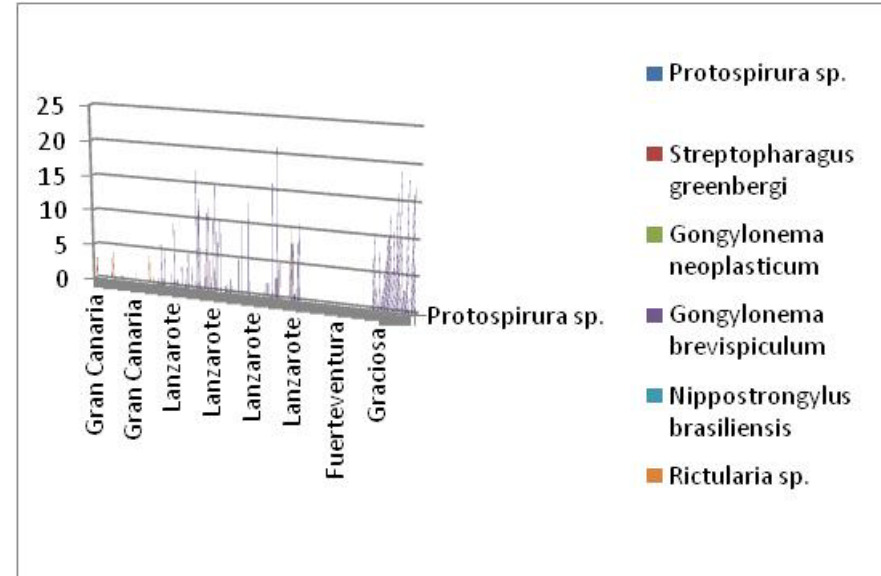 25
20
15
10
5
0
Gran Canaria
Gran Canaria
Lanzarote
Lanzarote
Lanzarote
Lanzarote
Fuerteventura
Graciosa
Protospirura sp.
Protospirura sp.
Streptopharagus
greenbergi
Gongylonema
neoplasticum
Gongylonema
brevispiculum
Nippostrongylus
brasiliensis
Rictularia sp.